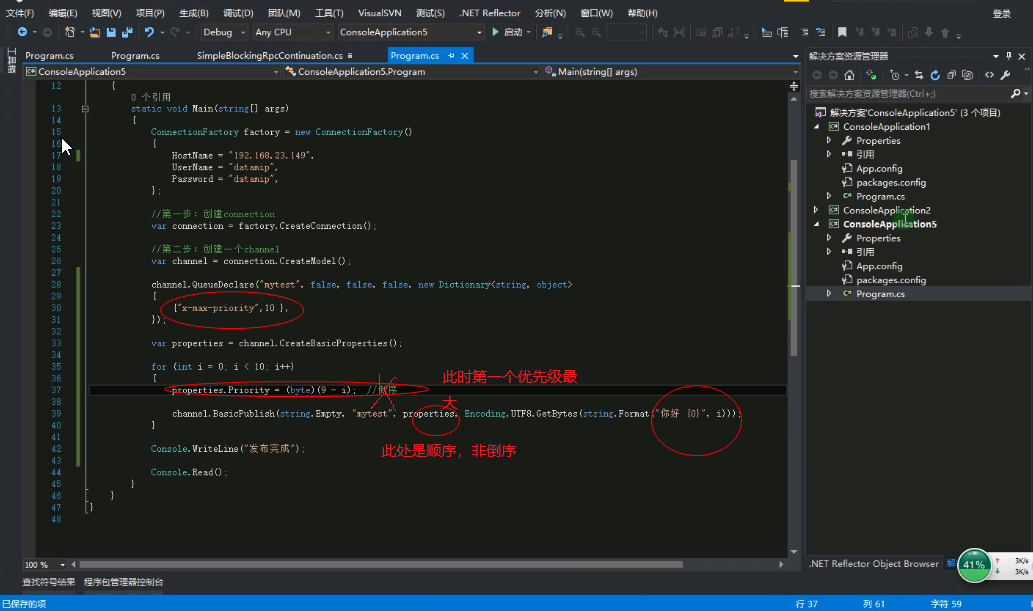 文件(F) 编辑(E) 视图(V) 项目(P) 生成(B) 调试(D) 团队(M) 工具(T) VisualSVN 测试(S) .NET Reflector 分析(N) 窗口(W) 帮助(H) 登录
Debug Any CPU ConsoleApplication5 启动
工具箱
Program.cs Program.cs SimpleBlockingRpcContinuation.cs Program.cs
ConsoleApplication5 ConsoleApplication5.Program Main(string[] args)
12 {
0 个引用
13 static void Main(string[] args)
14 {
15 ConnectionFactory factory = new ConnectionFactory()
16 {
17 HostName = "192.168.23.149",
18 UserName = "datamip",
19 Password = "datamip",
20 };
21
22 //第一步：创建connection
23 var connection = factory.CreateConnection();
24
25 //第二步：创建一个channel
26 var channel = connection.CreateModel();
27
28 channel.QueueDeclare("mytest", false, false, false, new Dictionary<string, object>
29 {
30 {"x-max-priority",10 },
31 });
32
33 var properties = channel.CreateBasicProperties();
34
35 for (int i = 0; i < 10; i++)
36 {
37 properties.Priority = (byte)(9 - i); //倒序
此时第一个优先级最
大
38
39 channel.BasicPublish(string.Empty, "mytest", properties, Encoding.UTF8.GetBytes(string.Format("你好 {0}", i)));
40 }
41
此处是顺序，非倒序
42 Console.WriteLine("发布完成");
43
44 Console.Read();
45 }
46 }
47 }
48
100 %
解决方案资源管理器
搜索解决方案资源管理器(Ctrl+;)
解决方案'ConsoleApplication5' (3 个项目)
ConsoleApplication1
Properties
引用
App.config
packages.config
Program.cs
ConsoleApplication2
ConsoleApplication5
Properties
引用
App.config
packages.config
Program.cs
.NET Reflector Object Browser
41% 3K/s
3K/s
查找符号结果 程序包管理器控制台
已保存的项 行 37 列 61 字符 59